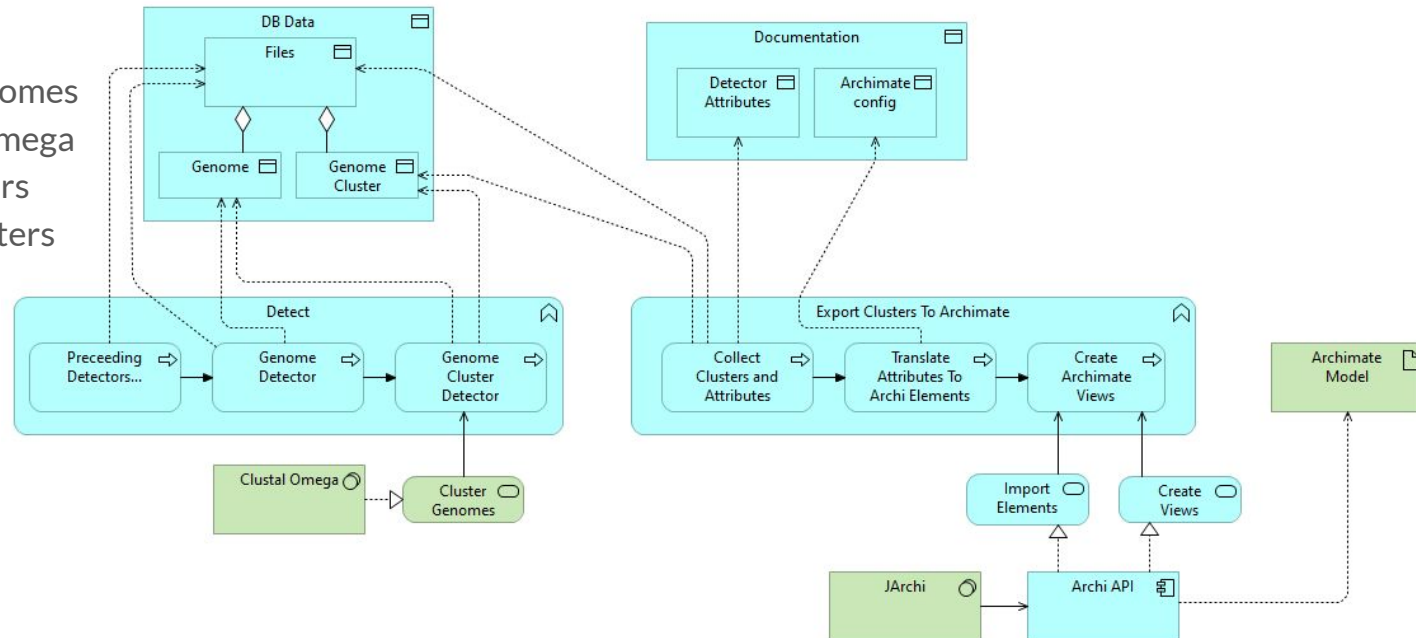 DB Data
Files
Genome
Genome
Cluster
Documentation
Detector
Attributes
Archimate
config
omes
mega
rs
ters
Detect
Preceeding
Detectors...
Genome
Detector
Genome
Cluster
Detector
Export Clusters To Archimate
Collect
Clusters and
Attributes
Translate
Attributes To
Archi Elements
Create
Archimate
Views
Archimate
Model
Clustal Omega
Cluster
Genomes
Import
Elements
Create
Views
JArchi
Archi API